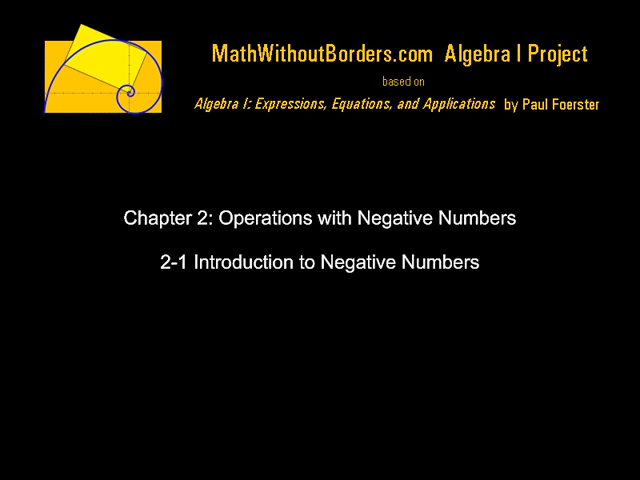 MathWithoutBorders.com Algebra I Project
based on
Algebra I: Expressions, Equations, and Applications by Paul Foerster
Chapter 2: Operations with Negative Numbers
2-1 Introduction to Negative Numbers